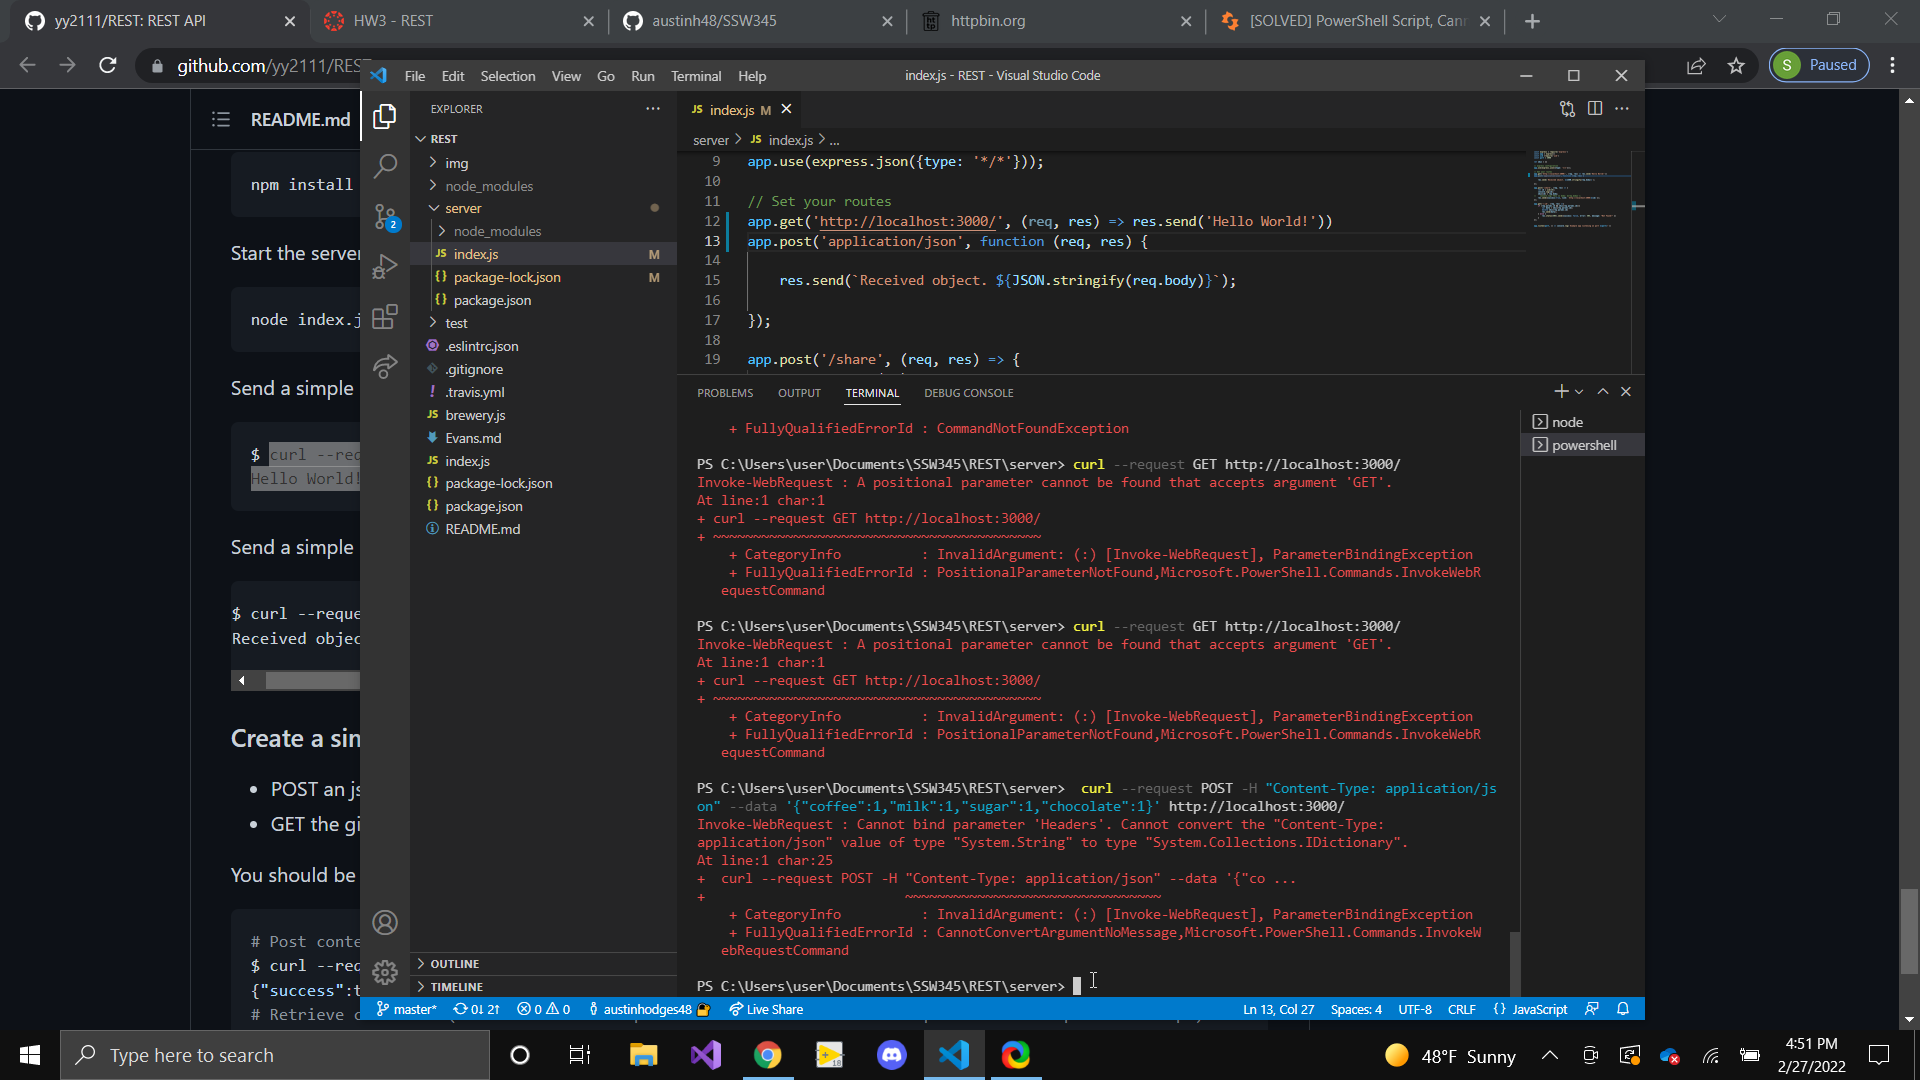 yy2111/REST: REST API
HW3 - REST
austinh48/SSW345
httpbin.org
[SOLVED] PowerShell Script, Cann
github.com/yy2111/RES
S Paused
File Edit Selection View Go Run Terminal Help
index.js - REST - Visual Studio Code
README.md
npm install
Start the server
node index.j
Send a simple
$ curl --req
Hello World!
Send a simple
$ curl --reque
Received objec
Create a sim
POST an js
GET the gi
You should be
# Post conte
$ curl --req
{"success":t
# Retrieve c
EXPLORER
REST
img
node_modules
server
node_modules
JS index.js M
{} package-lock.json M
{} package.json
test
.eslintrc.json
.gitignore
! .travis.yml
JS brewery.js
Evans.md
JS index.js
{} package-lock.json
{} package.json
README.md
OUTLINE
TIMELINE
2
JS index.js M
server > JS index.js > ...
9 app.use(express.json({type: '*/*'}));
10
11 // Set your routes
12 app.get('http://localhost:3000/', (req, res) => res.send('Hello World!'))
13 app.post('application/json', function (req, res) {
14
15 res.send(`Received object. ${JSON.stringify(req.body)}`);
16
17 });
18
19 app.post('/share', (req, res) => {
PROBLEMS OUTPUT TERMINAL DEBUG CONSOLE
node
powershell
+ FullyQualifiedErrorId : CommandNotFoundException
PS C:\Users\user\Documents\SSW345\REST\server> curl --request GET http://localhost:3000/
Invoke-WebRequest : A positional parameter cannot be found that accepts argument 'GET'.
At line:1 char:1
+ curl --request GET http://localhost:3000/
+ ~~~~~~~~~~~~~~~~~~~~~~~~~~~~~~~~~~~~~~~~~
+ CategoryInfo : InvalidArgument: (:) [Invoke-WebRequest], ParameterBindingException
+ FullyQualifiedErrorId : PositionalParameterNotFound,Microsoft.PowerShell.Commands.InvokeWebR
equestCommand
PS C:\Users\user\Documents\SSW345\REST\server> curl --request GET http://localhost:3000/
Invoke-WebRequest : A positional parameter cannot be found that accepts argument 'GET'.
At line:1 char:1
+ curl --request GET http://localhost:3000/
+ ~~~~~~~~~~~~~~~~~~~~~~~~~~~~~~~~~~~~~~~~~
+ CategoryInfo : InvalidArgument: (:) [Invoke-WebRequest], ParameterBindingException
+ FullyQualifiedErrorId : PositionalParameterNotFound,Microsoft.PowerShell.Commands.InvokeWebR
equestCommand
PS C:\Users\user\Documents\SSW345\REST\server>  curl --request POST -H "Content-Type: application/js
on" --data '{"coffee":1,"milk":1,"sugar":1,"chocolate":1}' http://localhost:3000/
Invoke-WebRequest : Cannot bind parameter 'Headers'. Cannot convert the "Content-Type:
application/json" value of type "System.String" to type "System.Collections.IDictionary".
At line:1 char:25
+  curl --request POST -H "Content-Type: application/json" --data '{"co ...
+ ~~~~~~~~~~~~~~~~~~~~~~~~~~~~~~~~
+ CategoryInfo : InvalidArgument: (:) [Invoke-WebRequest], ParameterBindingException
+ FullyQualifiedErrorId : CannotConvertArgumentNoMessage,Microsoft.PowerShell.Commands.InvokeW
ebRequestCommand
PS C:\Users\user\Documents\SSW345\REST\server>
master* 0↓ 2↑ 0 0 austinhodges48 Live Share
Ln 13, Col 27 Spaces: 4 UTF-8 CRLF {} JavaScript
Type here to search
48°F Sunny
4:51 PM
2/27/2022